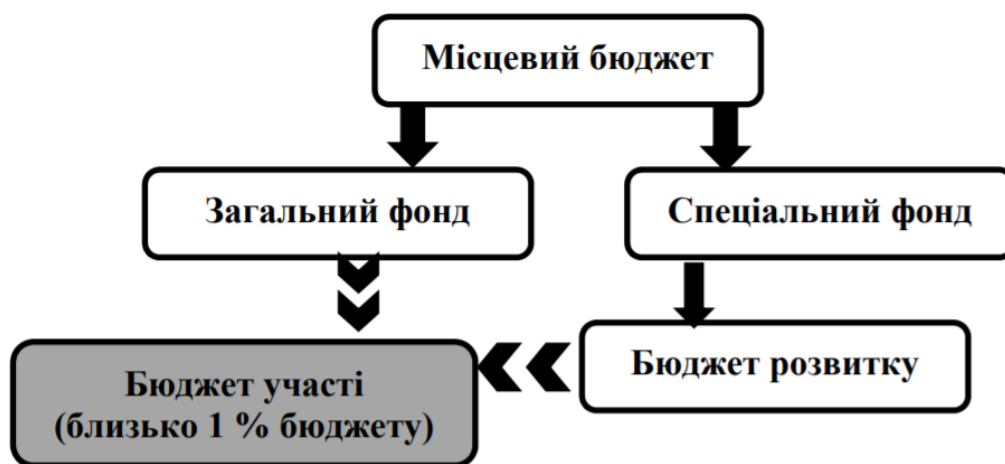 Місцевий бюджет
Загальний фонд
Спеціальний фонд
Бюджет розвитку
Бюджет участі
(близько 1 % бюджету)